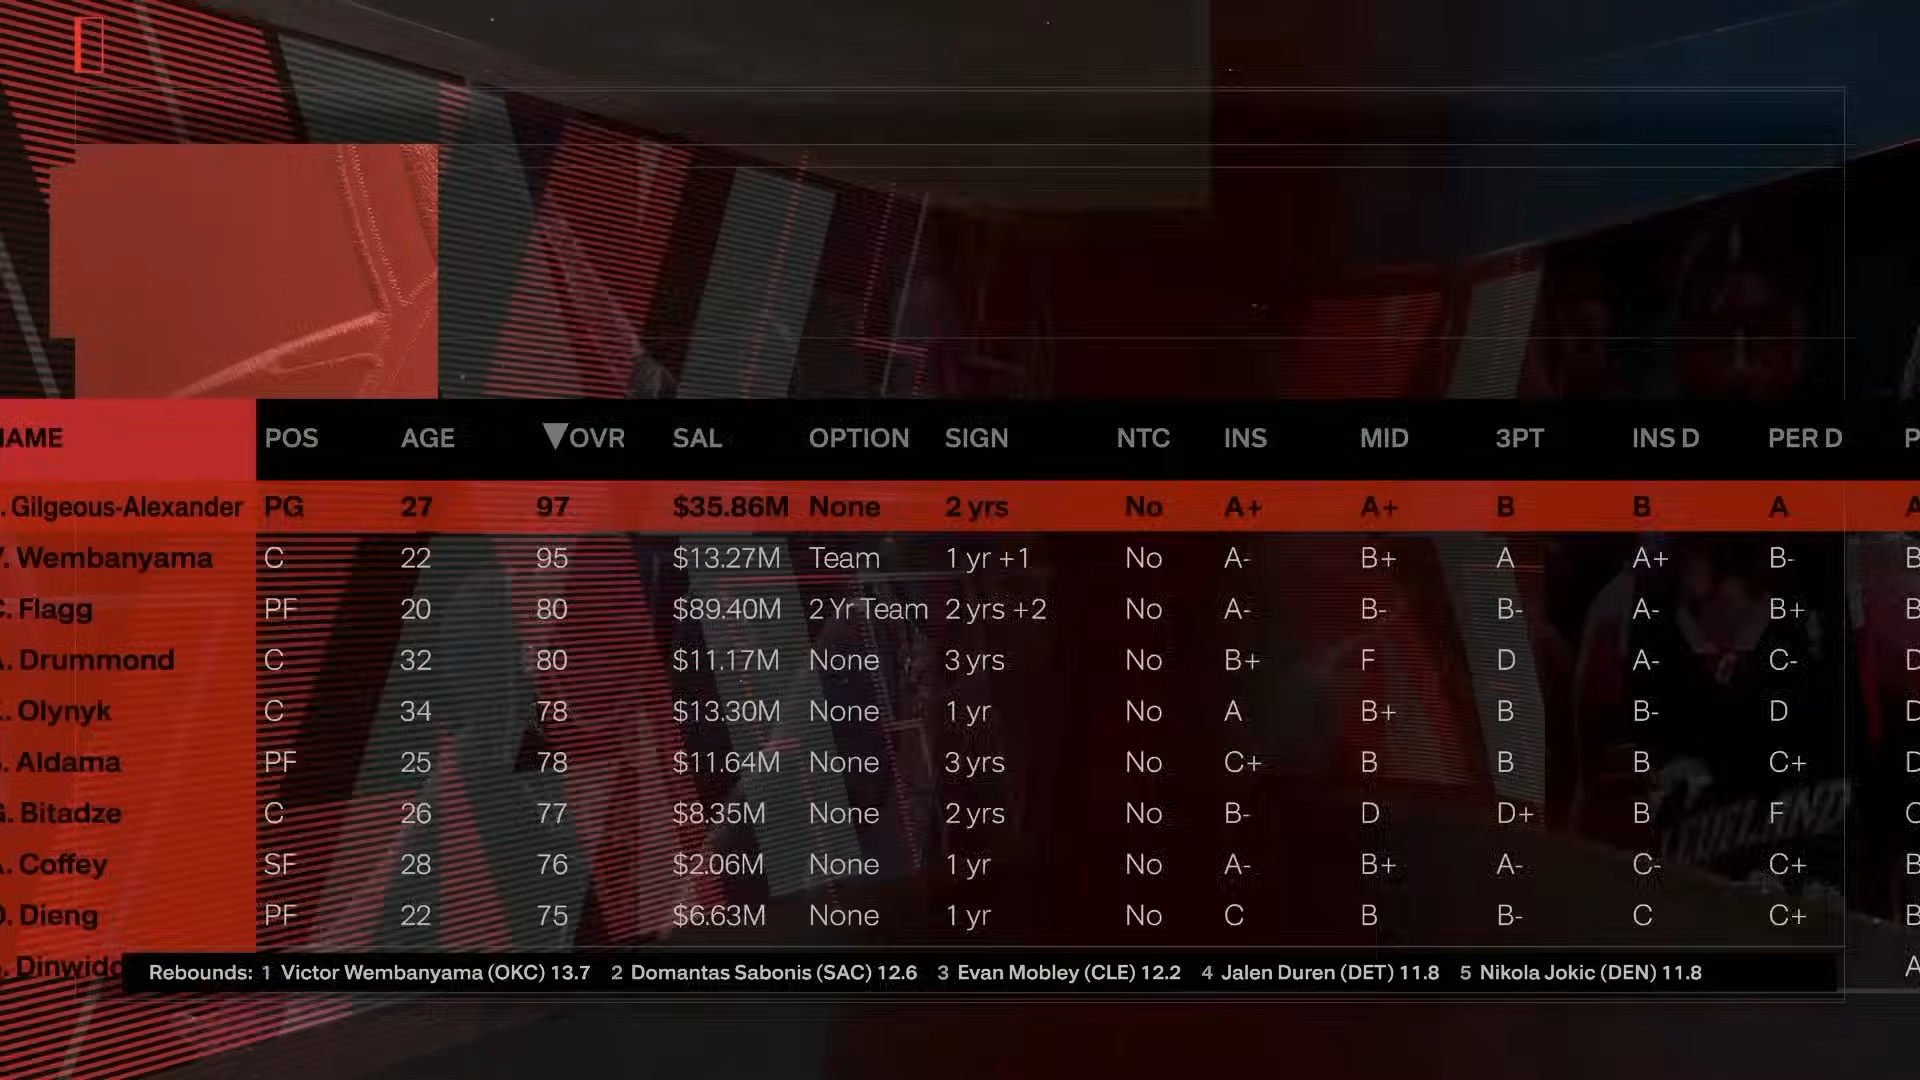 NAME POS AGE ▼OVR SAL OPTION SIGN NTC INS MID 3PT INS D PER D P
. Gilgeous-Alexander PG 27 97 $35.86M None 2 yrs No A+ A+ B B A A
V. Wembanyama C 22 95 $13.27M Team 1 yr +1 No A- B+ A A+ B- B
C. Flagg PF 20 80 $89.40M 2 Yr Team 2 yrs +2 No A- B- B- A- B+ B
A. Drummond C 32 80 $11.17M None 3 yrs No B+ F D A- C- D
. Olynyk C 34 78 $13.30M None 1 yr No A B+ B B- D D
. Aldama PF 25 78 $11.64M None 3 yrs No C+ B B B C+ D
G. Bitadze C 26 77 $8.35M None 2 yrs No B- D D+ B F C
A. Coffey SF 28 76 $2.06M None 1 yr No A- B+ A- C- C+ B
O. Dieng PF 22 75 $6.63M None 1 yr No C B B- C C+ B
. Dinwidd A
Rebounds: 1 Victor Wembanyama (OKC) 13.7 2 Domantas Sabonis (SAC) 12.6 3 Evan Mobley (CLE) 12.2 4 Jalen Duren (DET) 11.8 5 Nikola Jokic (DEN) 11.8